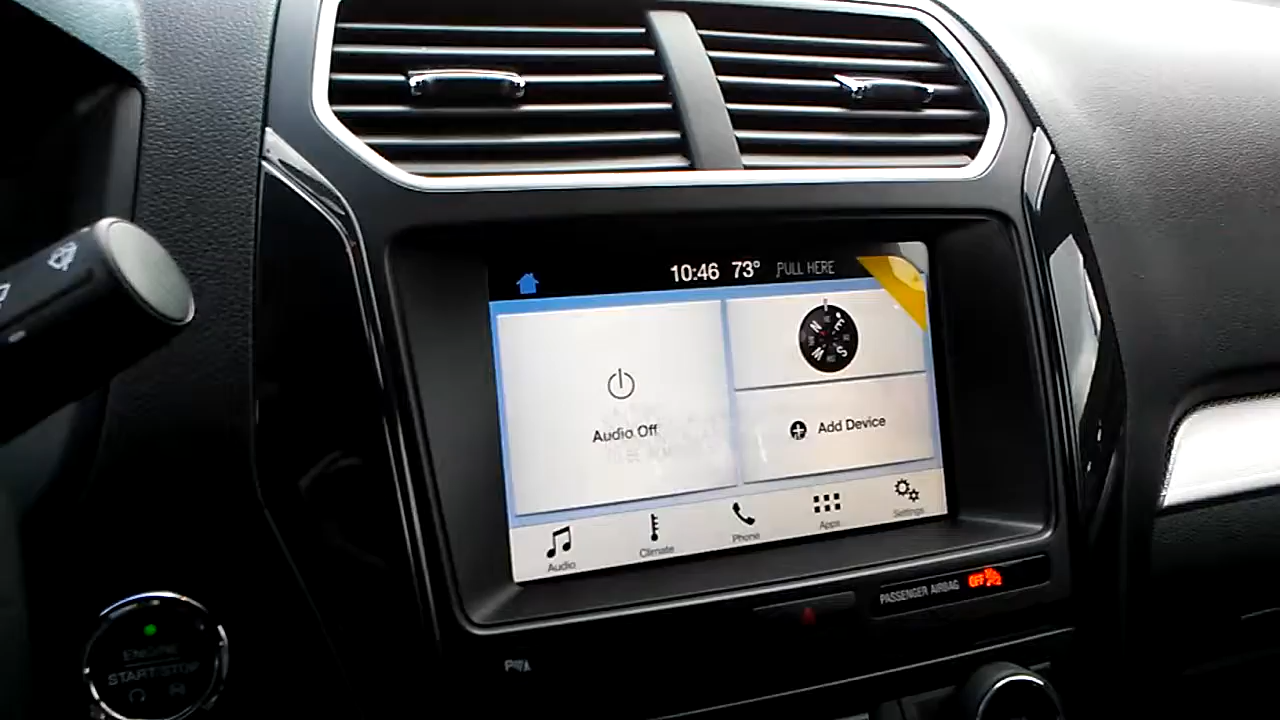 10:46 73° PULL HERE
Audio Off
N
E
S
W
Add Device
Audio
Climate
Phone
Apps
Settings
PASSENGER AIRBAG OFF
ENGINE
START/STOP